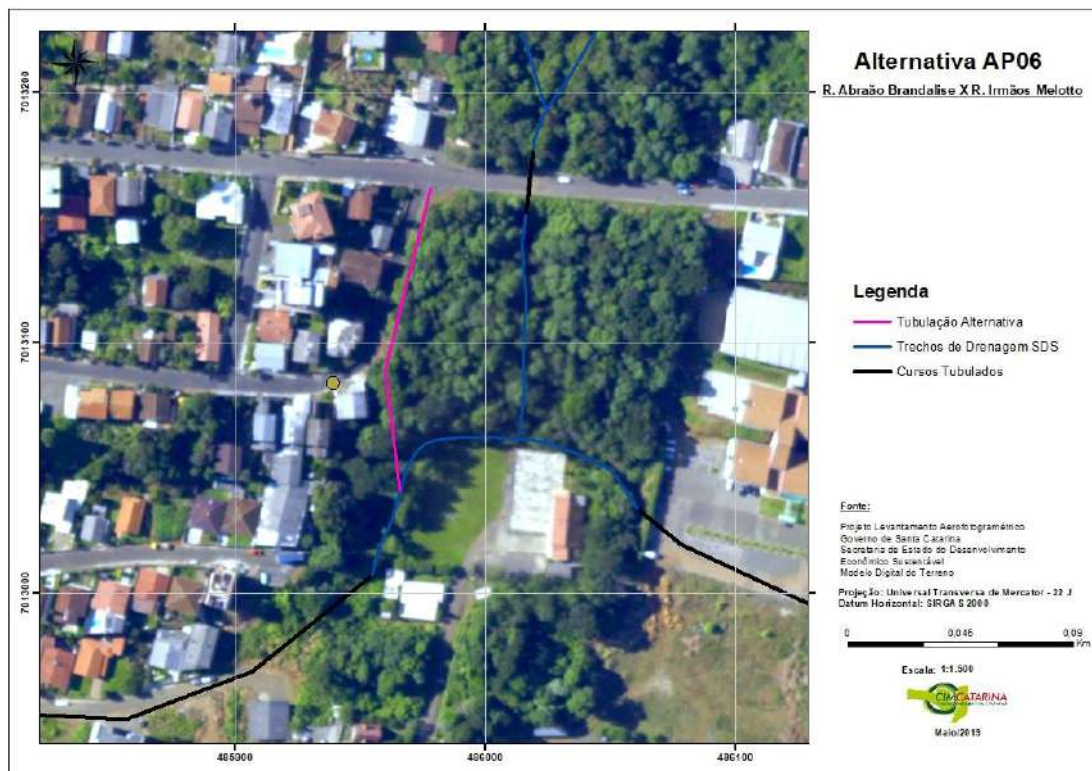 Alternativa AP06
R. Abraão Brandalise X R. Irmãos Melotto
7013200
7013100
7013000
485900
486000
486100
Legenda
Tubulação Alternativa
Trechos de Drenagem SDS
Cursos Tubulados
Fonte:
Projeto Levantamento Aerofotogramétrico
Governo de Santa Catarina
Secretaria de Estado do Desenvolvimento
Econômico Sustentável
Modelo Digital do Terreno
Projeção: Universal Transversa de Mercator - 22 J
Datum Horizontal: SIRGAS 2000
0 0,045 0,09
Km
Escala: 1:1.500
CIMCATARINA
Maio/2019